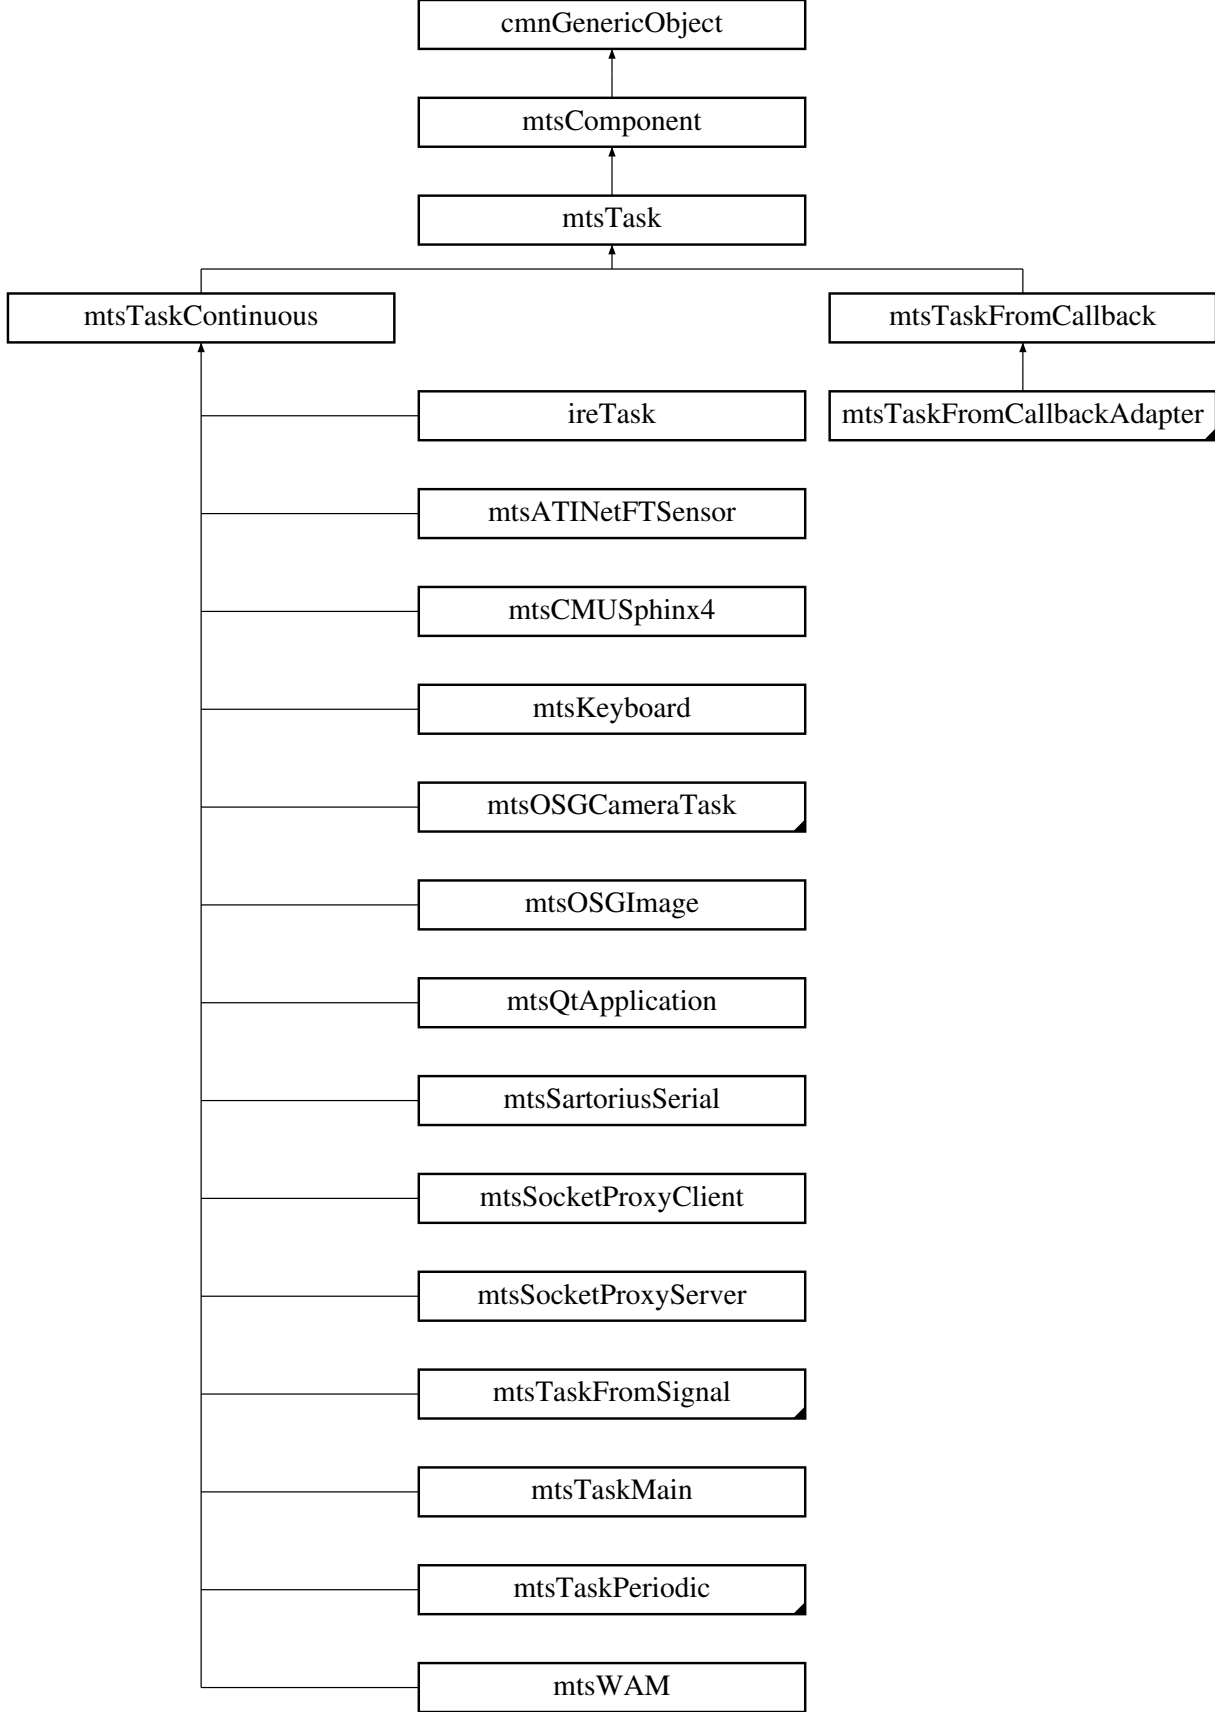 cmnGenericObject
mtsComponent
mtsTask
mtsTaskContinuous
mtsTaskFromCallback
ireTask
mtsTaskFromCallbackAdapter
mtsATINetFTSensor
mtsCMUSphinx4
mtsKeyboard
mtsOSGCameraTask
mtsOSGImage
mtsQtApplication
mtsSartoriusSerial
mtsSocketProxyClient
mtsSocketProxyServer
mtsTaskFromSignal
mtsTaskMain
mtsTaskPeriodic
mtsWAM